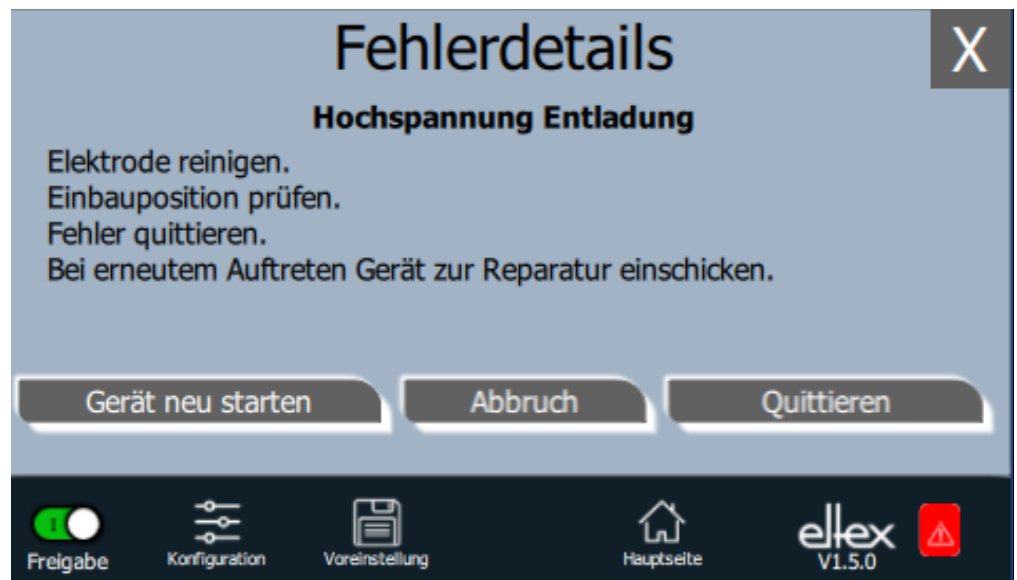 Fehlerdetails
X
Hochspannung Entladung
Elektrode reinigen.
Einbauposition prüfen.
Fehler quittieren.
Bei erneutem Auftreten Gerät zur Reparatur einschicken.
Gerät neu starten
Abbruch
Quittieren
I
Freigabe
Konfiguration
Voreinstellung
Hauptseite
eltex
V1.5.0